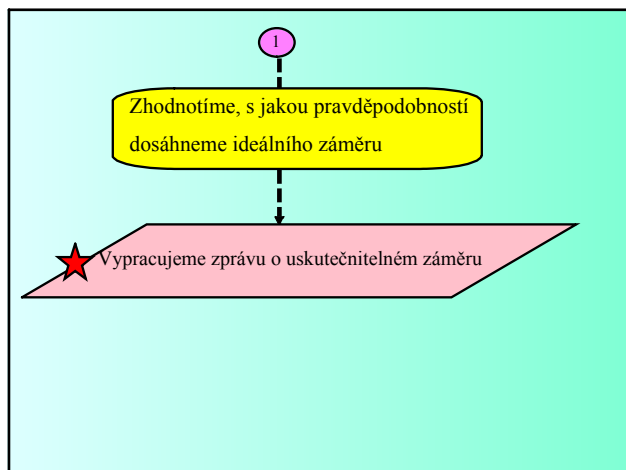 1
Zhodnotíme, s jakou pravděpodobností
dosáhneme ideálního záměru
Vypracujeme zprávu o uskutečnitelném záměru